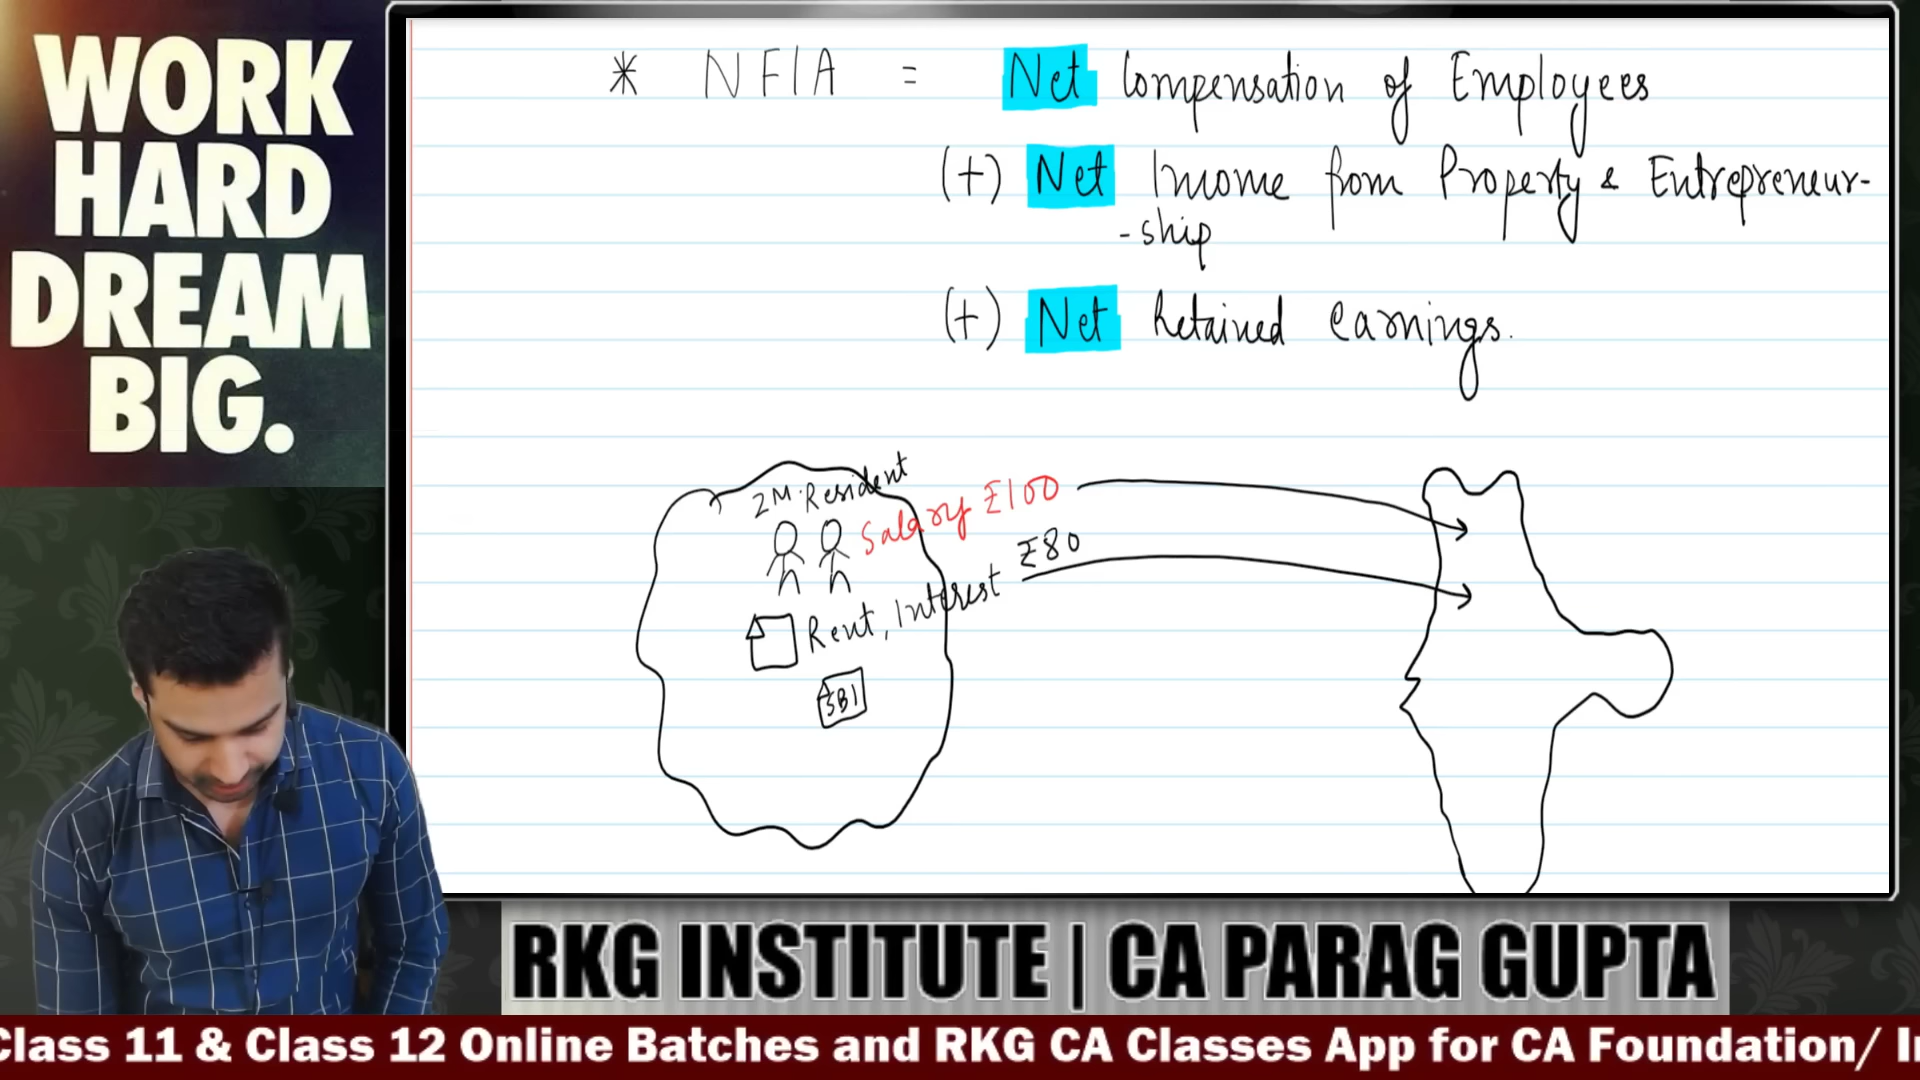 WORK
HARD
DREAM
BIG.
* NFIA = Net Compensation of Employees
(+) Net Income from Property & Entrepreneur-
-ship
(+) Net Retained earnings.
2M. Resident
Salary ₹100
₹80
Rent, Interest
SBI
RKG INSTITUTE | CA PARAG GUPTA
Class 11 & Class 12 Online Batches and RKG CA Classes App for CA Foundation/ In